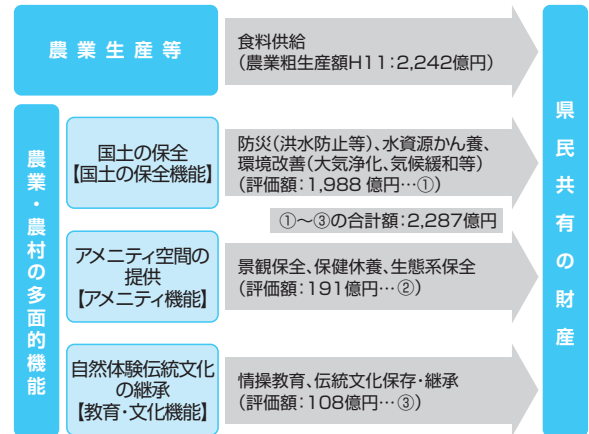 農業生産等
食料供給
（農業粗生産額H11：2,242億円）
農業・農村の多面的機能
国土の保全
【国土の保全機能】
防災（洪水防止等）、水資源かん養、
環境改善（大気浄化、気候緩和等）
（評価額：1,988 億円…①）
①～③の合計額：2,287億円
アメニティ空間の
提供
【アメニティ機能】
景観保全、保健休養、生態系保全
（評価額：191億円…②）
自然体験伝統文化
の継承
【教育・文化機能】
情操教育、伝統文化保存・継承
（評価額：108億円…③）
県民共有の財産